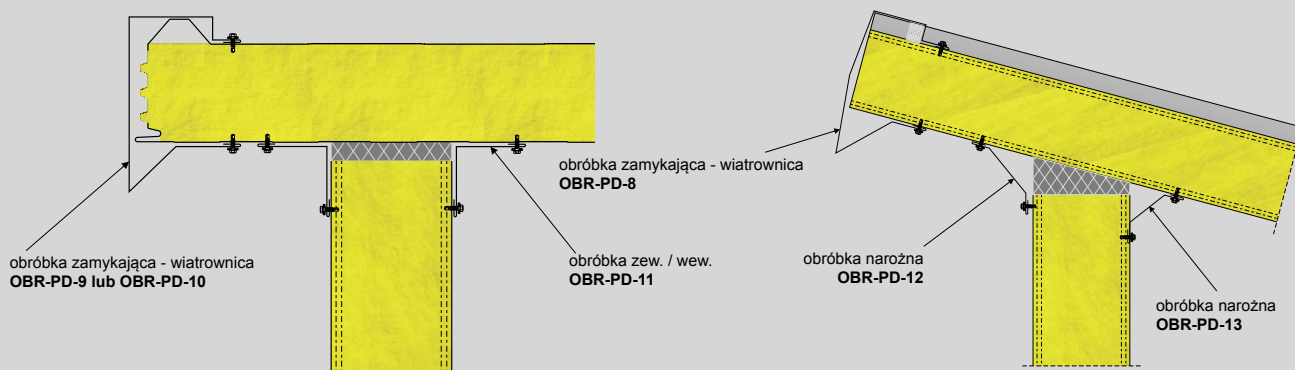 obróbka zamykająca - wiatrownica
OBR-PD-9 lub OBR-PD-10
obróbka zew. / wew.
OBR-PD-11
obróbka zamykająca - wiatrownica
OBR-PD-8
obróbka narożna
OBR-PD-12
obróbka narożna
OBR-PD-13